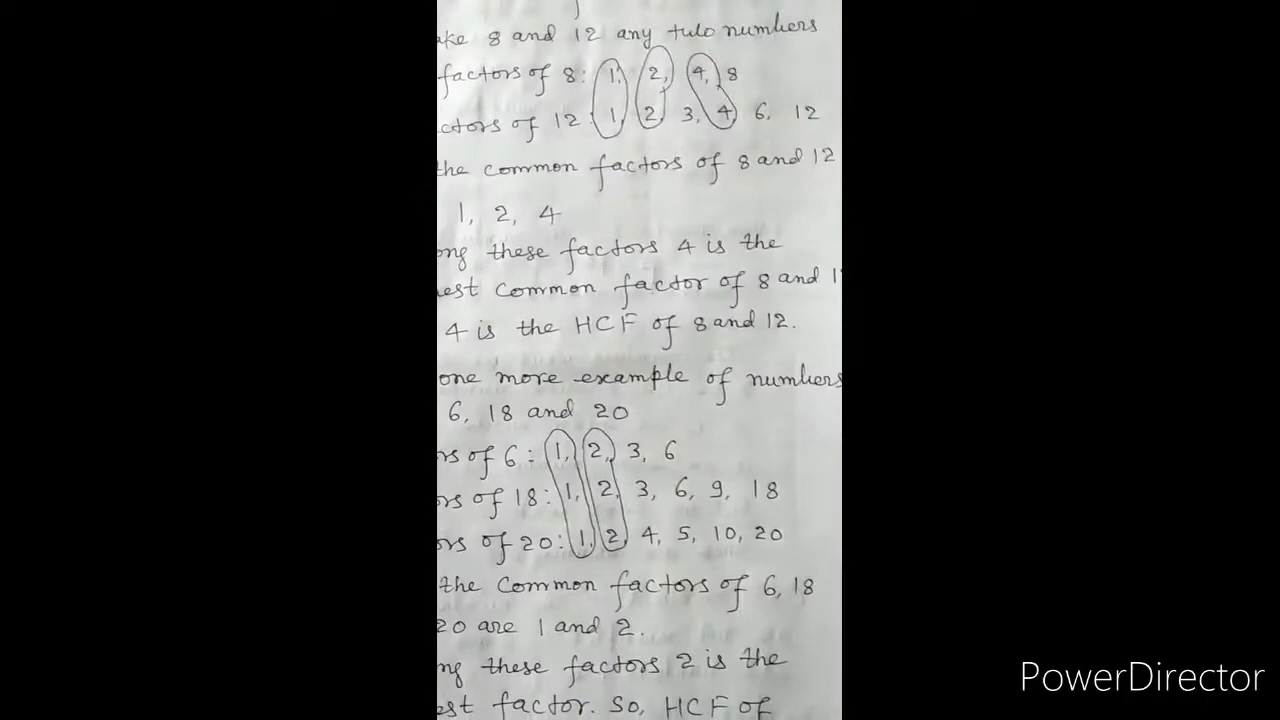 ake 8 and 12 any two numbers
factors of 8: 1, 2, 4, 8
ctors of 12: 1, 2, 3, 4, 6, 12
the common factors of 8 and 12
1, 2, 4
ong these factors 4 is the
est common factor of 8 and 1
4 is the HCF of 8 and 12.
one more example of numbers
6, 18 and 20
rs of 6: 1, 2, 3, 6
ors of 18: 1, 2, 3, 6, 9, 18
ors of 20: 1, 2, 4, 5, 10, 20
the common factors of 6, 18
20 are 1 and 2.
ng these factors 2 is the
est factor. So, HCF of
PowerDirector